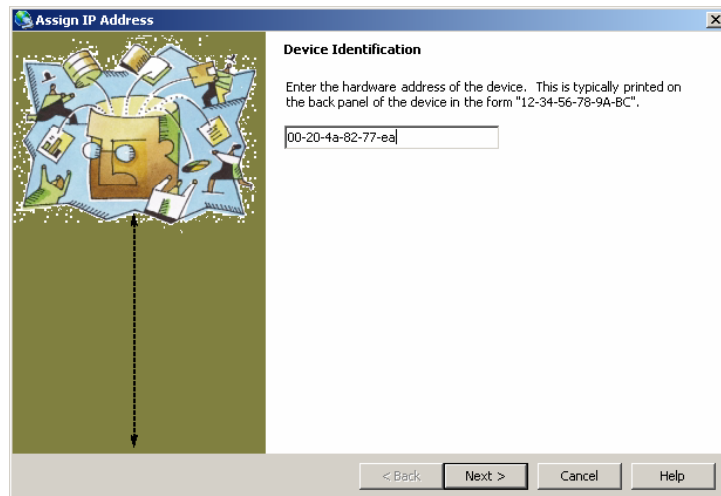 Assign IP Address
Device Identification
Enter the hardware address of the device.  This is typically printed on
the back panel of the device in the form "12-34-56-78-9A-BC".
00-20-4a-82-77-ea
< Back
Next >
Cancel
Help